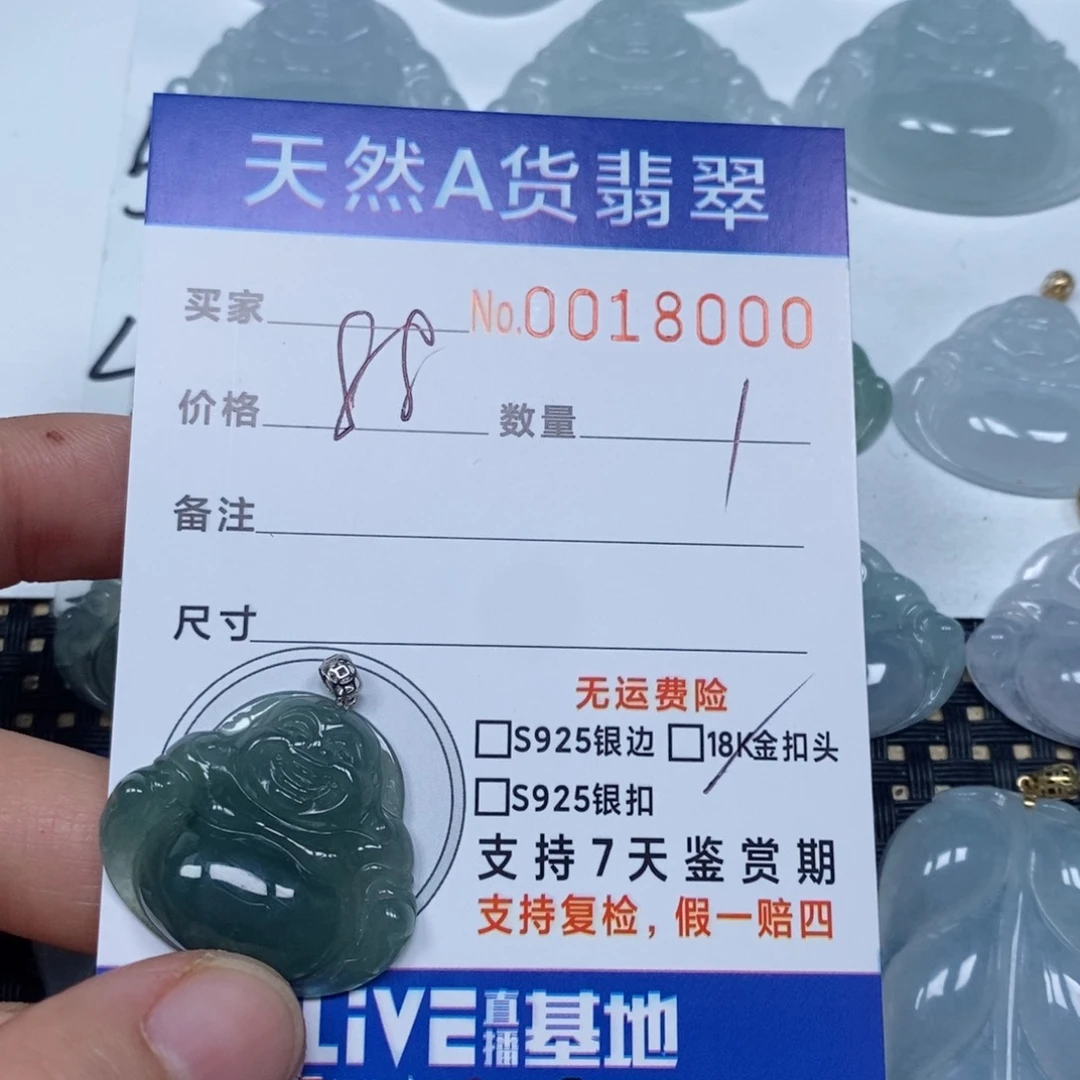 天然A货翡翠
买家 No.0018000
价格 88 数量 1
备注
尺寸
无运费险
S925银边 18K金扣头
S925银扣
支持7天鉴赏期
支持复检，假一赔四
LiVE直播基地